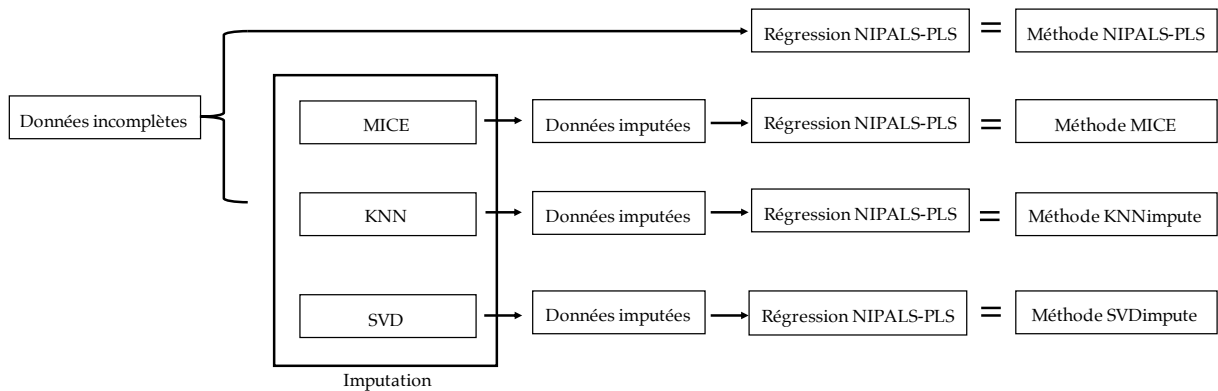 Régression NIPALS-PLS = Méthode NIPALS-PLS
Données incomplètes
MICE Données imputées Régression NIPALS-PLS = Méthode MICE
KNN Données imputées Régression NIPALS-PLS = Méthode KNNimpute
SVD Données imputées Régression NIPALS-PLS = Méthode SVDimpute
Imputation